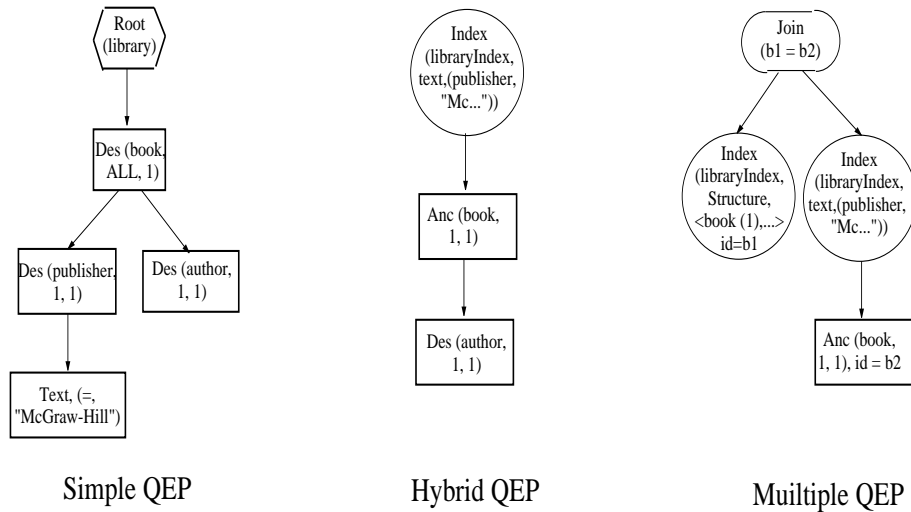 Root
(library)
Des (book,
ALL, 1)
Des (publisher,
1, 1)
Des (author,
1, 1)
Text, (=,
"McGraw-Hill")
Simple QEP
Index
(libraryIndex,
text,(publisher,
"Mc..."))
Anc (book,
1, 1)
Des (author,
1, 1)
Hybrid QEP
Join
(b1 = b2)
Index
(libraryIndex,
Structure,
<book (1),...>
id=b1
Index
(libraryIndex,
text,(publisher,
"Mc..."))
Anc (book,
1, 1), id = b2
Muiltiple QEP